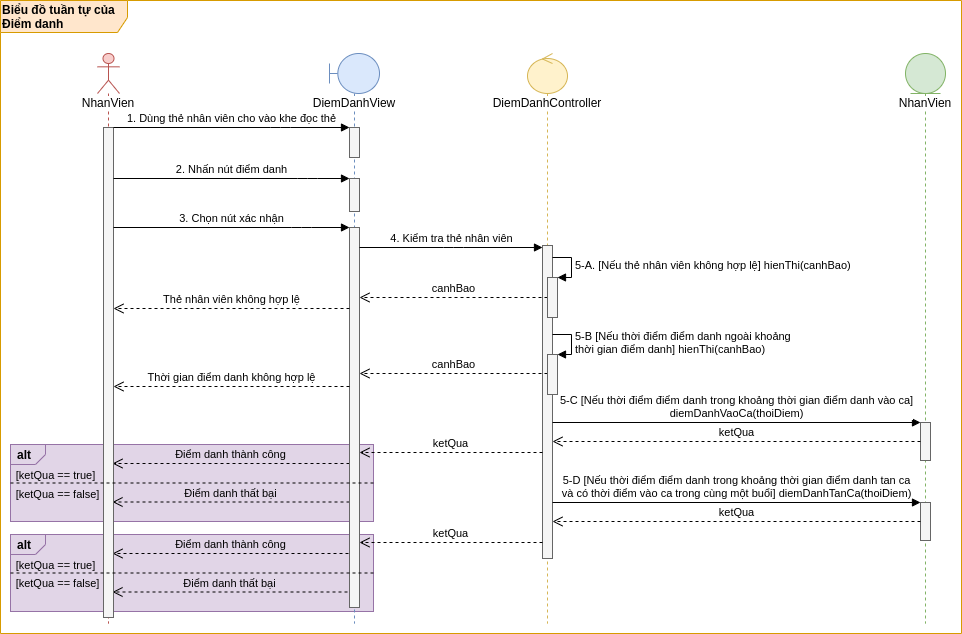 Biểu đồ tuần tự của
Điểm danh
NhanVien
DiemDanhView
DiemDanhController
NhanVien
1. Dùng thẻ nhân viên cho vào khe đọc thẻ
2. Nhấn nút điểm danh
3. Chọn nút xác nhận
4. Kiểm tra thẻ nhân viên
5-A. [Nếu thẻ nhân viên không hợp lệ] hienThi(canhBao)
canhBao
Thẻ nhân viên không hợp lệ
5-B [Nếu thời điểm điểm danh ngoài khoảng
thời gian điểm danh] hienThi(canhBao)
canhBao
Thời gian điểm danh không hợp lệ
5-C [Nếu thời điểm điểm danh trong khoảng thời gian điểm danh vào ca]
diemDanhVaoCa(thoiDiem)
ketQua
ketQua
alt
Điểm danh thành công
[ketQua == true]
[ketQua == false]
Điểm danh thất bại
5-D [Nếu thời điểm điểm danh trong khoảng thời gian điểm danh tan ca
và có thời điểm vào ca trong cùng một buổi] diemDanhTanCa(thoiDiem)
ketQua
ketQua
alt
Điểm danh thành công
[ketQua == true]
[ketQua == false]
Điểm danh thất bại